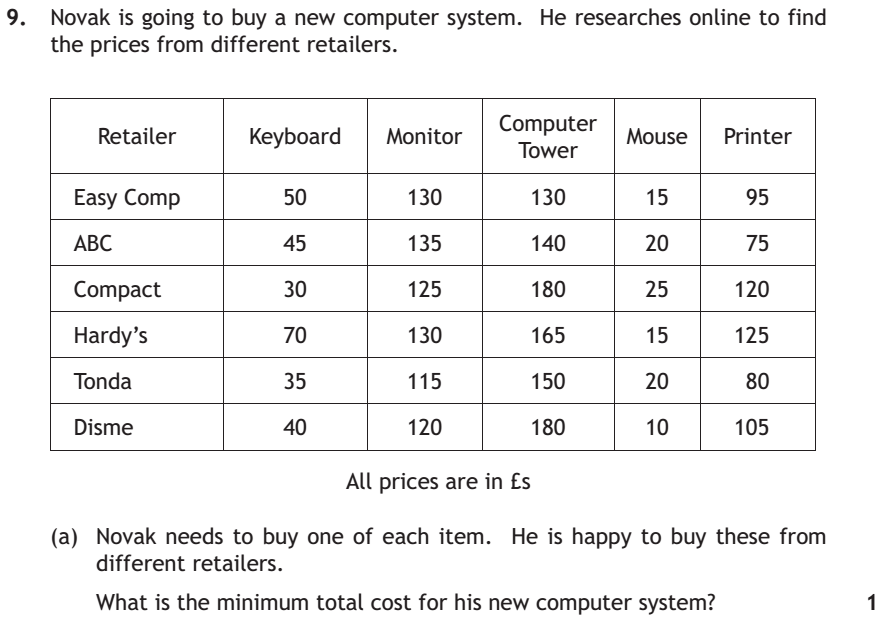 9. Novak is going to buy a new computer system. He researches online to find
the prices from different retailers.
Retailer Keyboard Monitor Computer Tower Mouse Printer
Easy Comp 50 130 130 15 95
ABC 45 135 140 20 75
Compact 30 125 180 25 120
Hardy’s 70 130 165 15 125
Tonda 35 115 150 20 80
Disme 40 120 180 10 105
All prices are in £s
(a) Novak needs to buy one of each item. He is happy to buy these from
different retailers.
What is the minimum total cost for his new computer system? 1